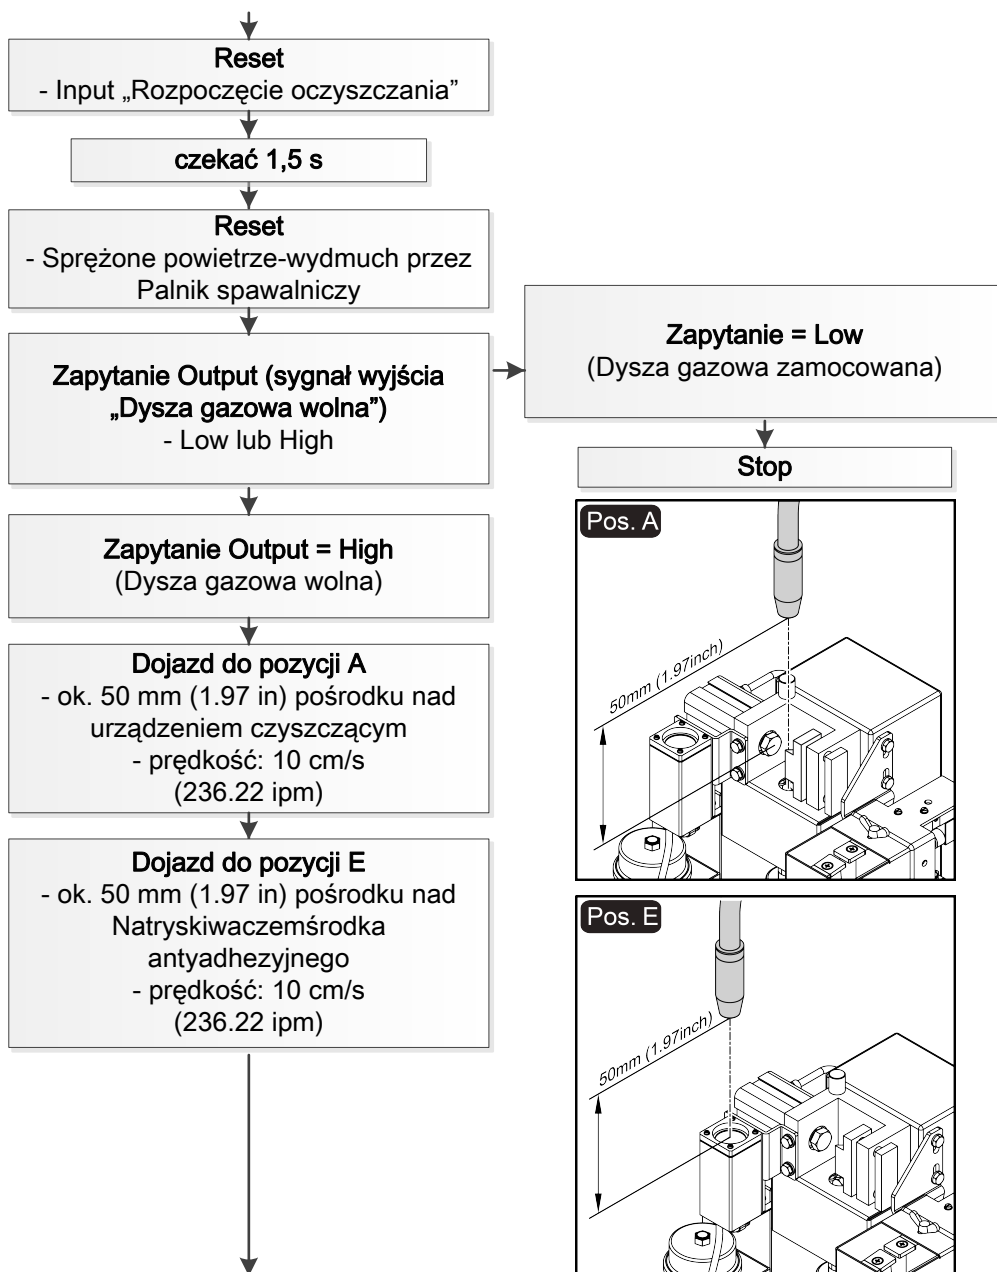 Reset
- Input „Rozpoczęcie oczyszczania”
czekać 1,5 s
Reset
- Sprężone powietrze-wydmuch przez
Palnik spawalniczy
Zapytanie Output (sygnał wyjścia
„Dysza gazowa wolna”)
- Low lub High
Zapytanie = Low
(Dysza gazowa zamocowana)
Stop
Zapytanie Output = High
(Dysza gazowa wolna)
Dojazd do pozycji A
- ok. 50 mm (1.97 in) pośrodku nad
urządzeniem czyszczącym
- prędkość: 10 cm/s
(236.22 ipm)
Dojazd do pozycji E
- ok. 50 mm (1.97 in) pośrodku nad
Natryskiwaczemśrodka
antyadhezyjnego
- prędkość: 10 cm/s
(236.22 ipm)
Pos. A
50mm (1.97inch)
Pos. E
50mm (1.97inch)